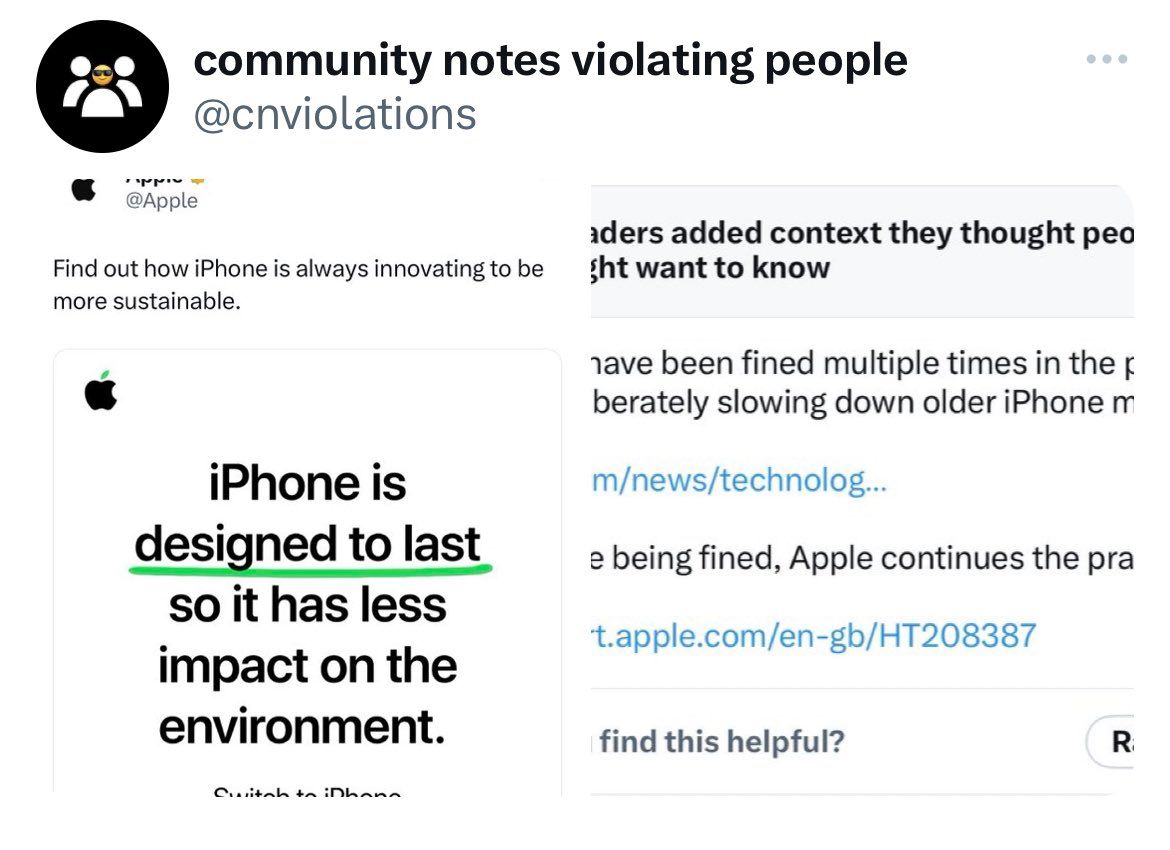 community notes violating people
@cnviolations
Apple
@Apple
Find out how iPhone is always innovating to be
more sustainable.
iPhone is
designed to last
so it has less
impact on the
environment.
Switch to iPhone
aders added context they thought peo
ght want to know
have been fined multiple times in the p
berately slowing down older iPhone m
m/news/technolog...
e being fined, Apple continues the pra
rt.apple.com/en-gb/HT208387
find this helpful?
Ra